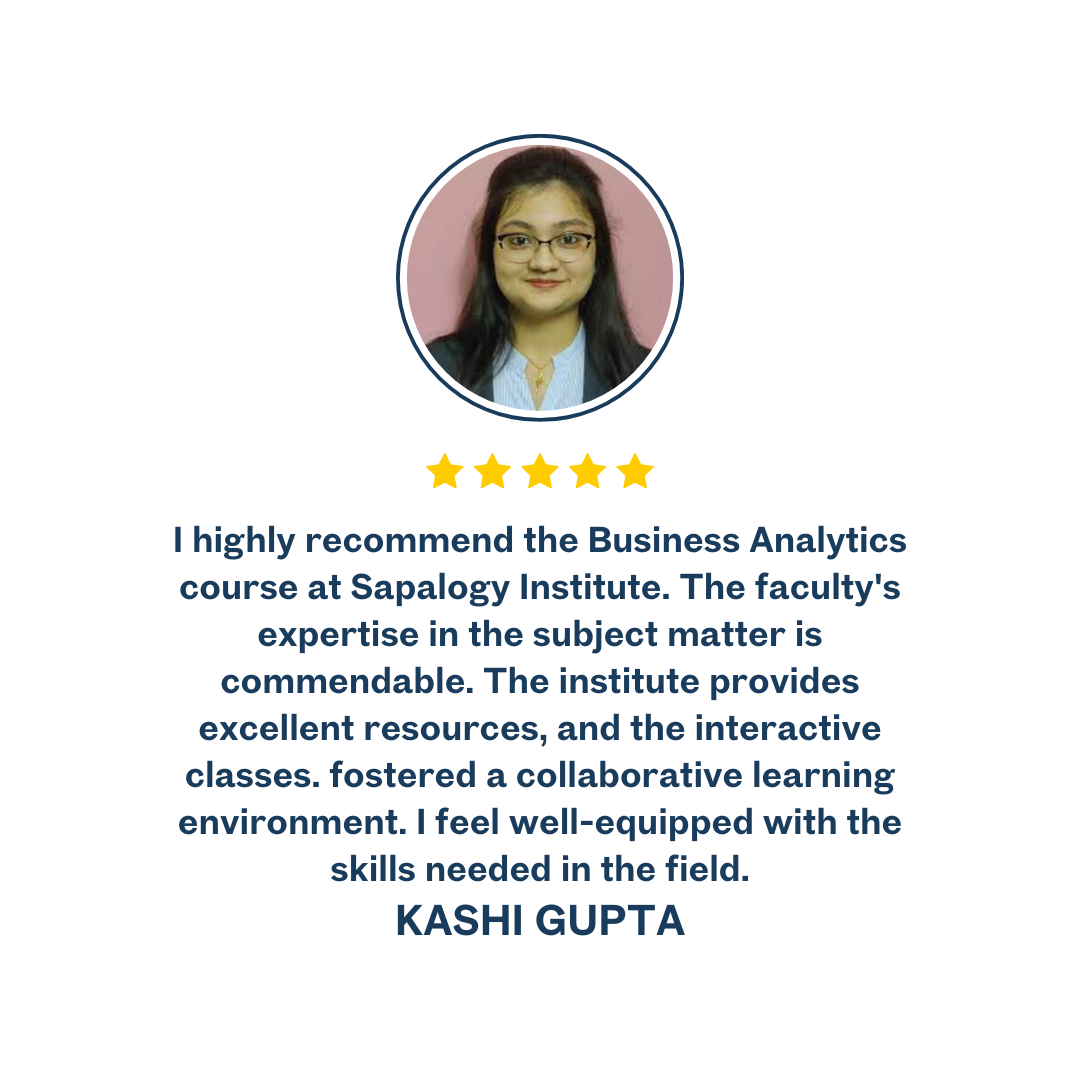 I highly recommend the Business Analytics
course at Sapalogy Institute. The faculty's
expertise in the subject matter is
commendable. The institute provides
excellent resources, and the interactive
classes. fostered a collaborative learning
environment. I feel well-equipped with the
skills needed in the field.
KASHI GUPTA